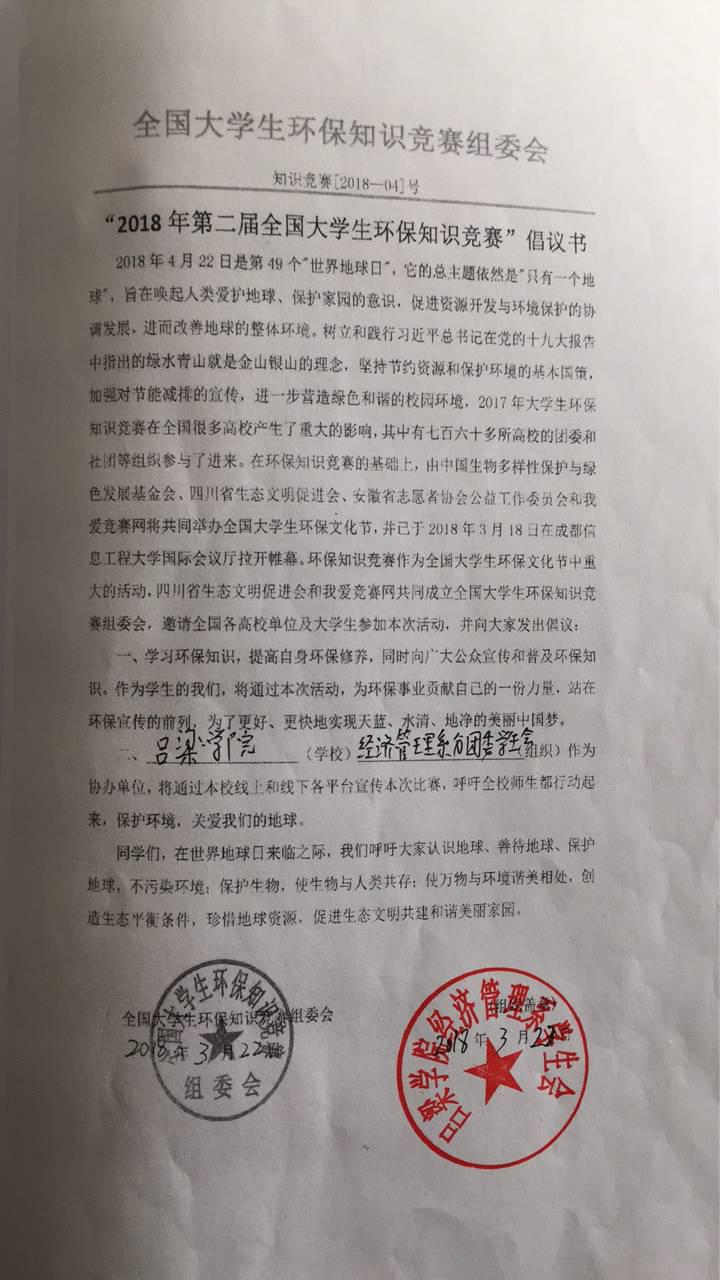 全国大学生环保知识竞赛组委会
知识竞赛[2018—04]号
“2018年第二届全国大学生环保知识竞赛”倡议书
2018年4月22日是第49个"世界地球日"，它的总主题依然是"只有一个地
球"，旨在唤起人类爱护地球、保护家园的意识，促进资源开发与环境保护的协
调发展，进而改善地球的整体环境。树立和践行习近平总书记在党的十九大报告
中指出的绿水青山就是金山银山的理念，坚持节约资源和保护环境的基本国策，
加强对节能减排的宣传，进一步营造绿色和谐的校园环境，2017年大学生环保
知识竞赛在全国很多高校产生了重大的影响，其中有七百六十多所高校的团委和
社团等组织参与了进来。在环保知识竞赛的基础上，由中国生物多样性保护与绿
色发展基金会、四川省生态文明促进会、安徽省志愿者协会公益工作委员会和我
爱竞赛网将共同举办全国大学生环保文化节，并已于2018年3月18日在成都信
息工程大学国际会议厅拉开帷幕。环保知识竞赛作为全国大学生环保文化节中重
大的活动，四川省生态文明促进会和我爱竞赛网共同成立全国大学生环保知识竞
赛组委会，邀请全国各高校单位及大学生参加本次活动，并向大家发出倡议：
一、学习环保知识，提高自身环保修养，同时向广大公众宣传和普及环保知
识。作为学生的我们，将通过本次活动，为环保事业贡献自己的一份力量，站在
环保宣传的前列，为了更好、更快地实现天蓝、水清、地净的美丽中国梦。
二、吕梁学院（学校）经济管理系分团委学生会（组织）作为
协办单位，将通过本校线上和线下各平台宣传本次比赛，呼吁全校师生都行动起
来，保护环境，关爱我们的地球。
同学们，在世界地球日来临之际，我们呼吁大家认识地球、善待地球、保护
地球，不污染环境；保护生物，使生物与人类共存；使万物与环境谐美相处，创
造生态平衡条件，珍惜地球资源，促进生态文明共建和谐美丽家园。
全国大学生环保知识竞赛组委会
2018年3月22日
全国大学生环保知识竞赛
组委会
（组织盖章）
2018年3月22日
吕梁学院经济管理系学生会